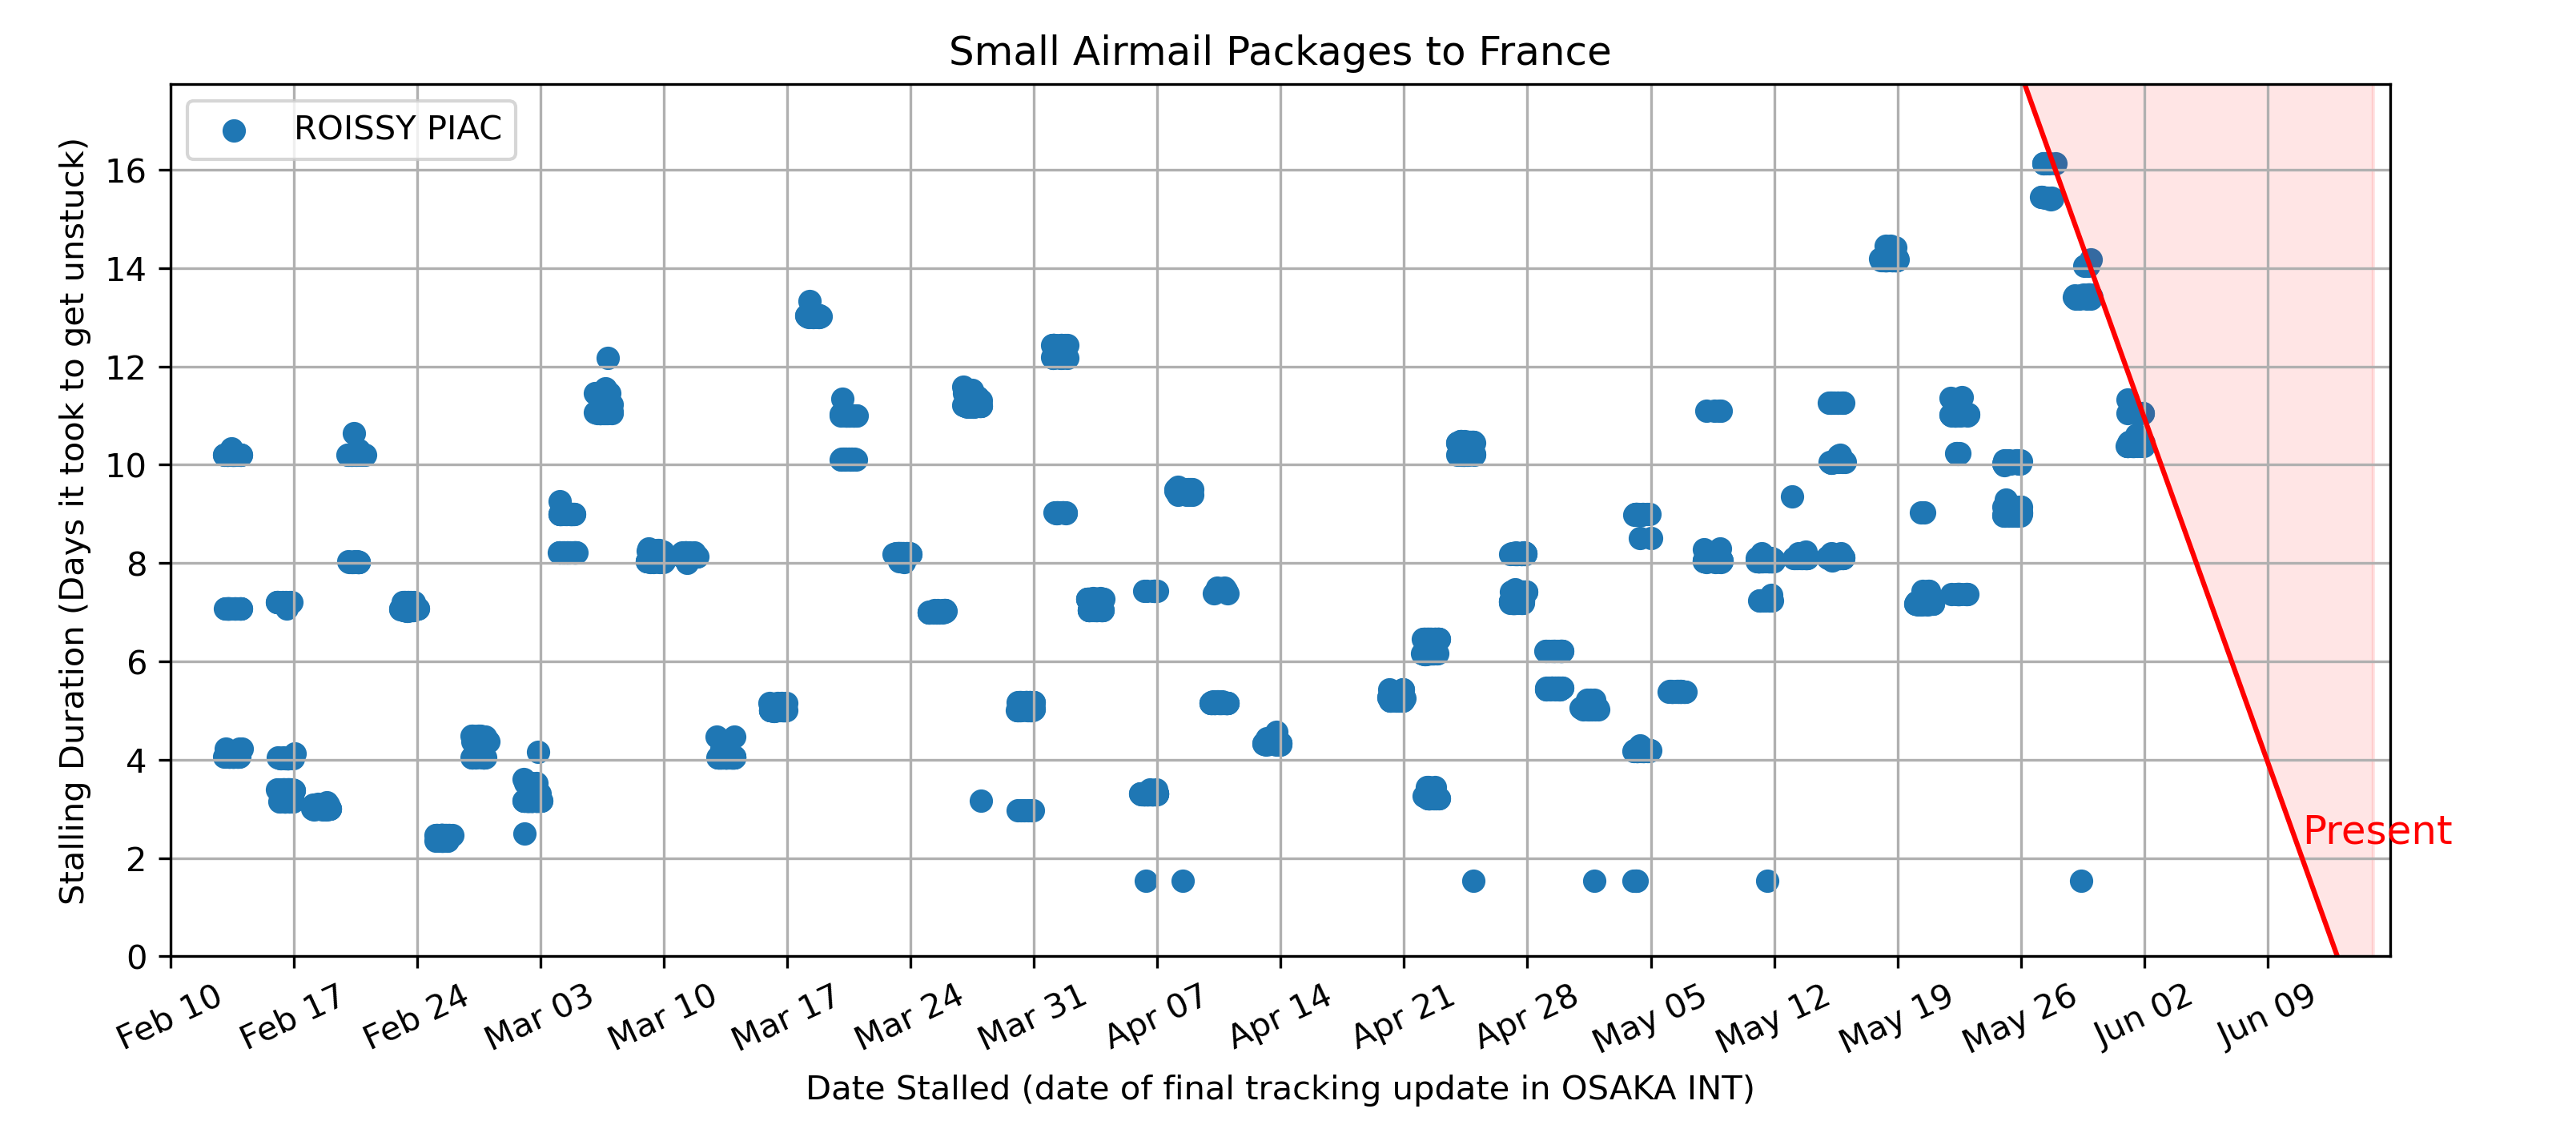 Small Airmail Packages to France
ROISSY PIAC
Stalling Duration (Days it took to get unstuck)
16
14
12
10
8
6
4
2
0
Present
Feb 10
Feb 17
Feb 24
Mar 03
Mar 10
Mar 17
Mar 24
Mar 31
Apr 07
Apr 14
Apr 21
Apr 28
May 05
May 12
May 19
May 26
Jun 02
Jun 09
Date Stalled (date of final tracking update in OSAKA INT)